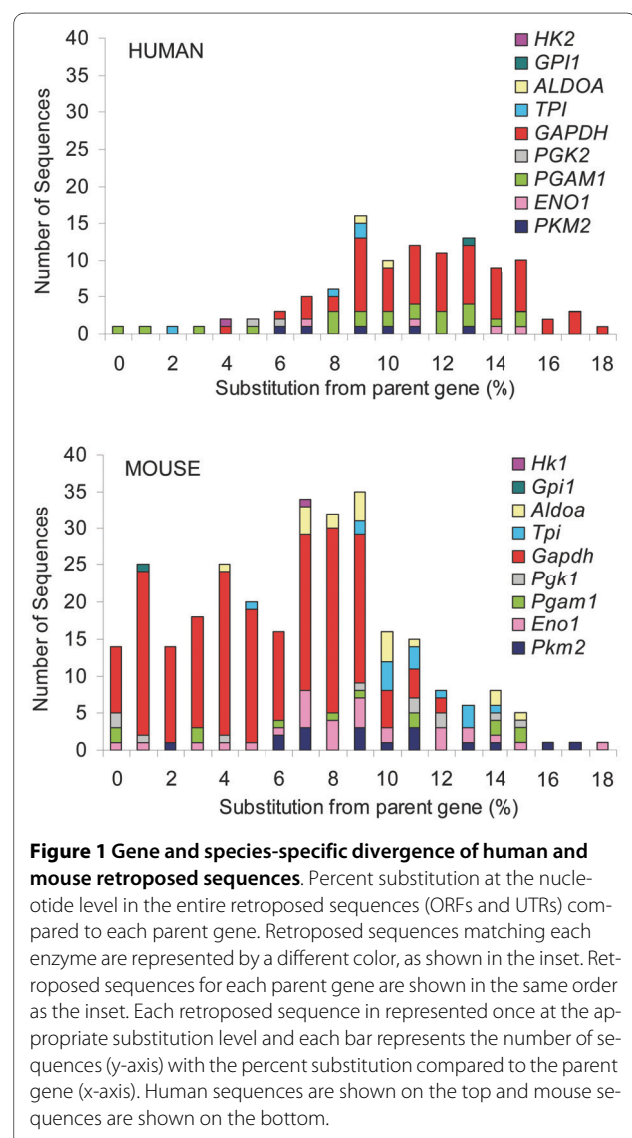 HUMAN
Number of Sequences
40
35
30
25
20
15
10
5
0
HK2
GPI1
ALDOA
TPI
GAPDH
PGK2
PGAM1
ENO1
PKM2
0 2 4 6 8 10 12 14 16 18
Substitution from parent gene (%)
MOUSE
Number of Sequences
40
35
30
25
20
15
10
5
0
Hk1
Gpi1
Aldoa
Tpi
Gapdh
Pgk1
Pgam1
Eno1
Pkm2
0 2 4 6 8 10 12 14 16 18
Substitution from parent gene (%)
Figure 1 Gene and species-specific divergence of human and
mouse retroposed sequences. Percent substitution at the nucle-
otide level in the entire retroposed sequences (ORFs and UTRs) com-
pared to each parent gene. Retroposed sequences matching each
enzyme are represented by a different color, as shown in the inset. Ret-
roposed sequences for each parent gene are shown in the same order
as the inset. Each retroposed sequence in represented once at the ap-
propriate substitution level and each bar represents the number of se-
quences (y-axis) with the percent substitution compared to the parent
gene (x-axis). Human sequences are shown on the top and mouse se-
quences are shown on the bottom.